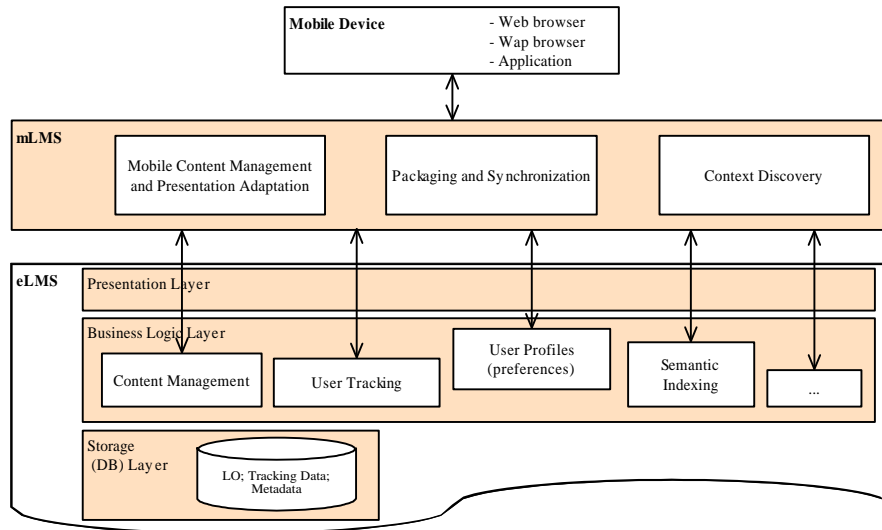 Mobile Device
- Web browser
- Wap browser
- Application
mLMS
Mobile Content Management
and Presentation Adaptation
Packaging and Synchronization
Context Discovery
eLMS
Presentation Layer
Business Logic Layer
Content Management
User Tracking
User Profiles
(preferences)
Semantic
Indexing
...
Storage
(DB) Layer
LO; Tracking Data;
Metadata